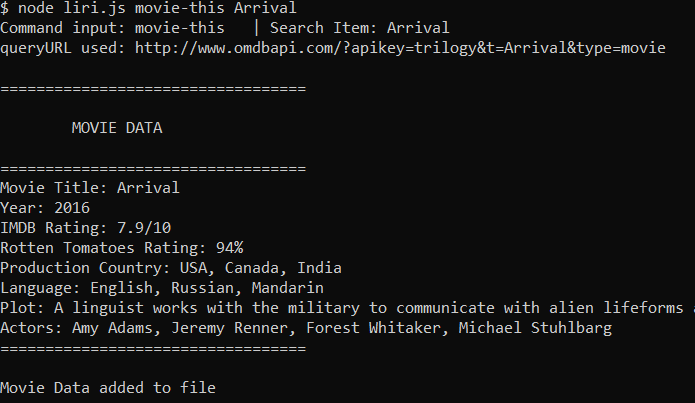 $ node liri.js movie-this Arrival
Command input: movie-this   | Search Item: Arrival
queryURL used: http://www.omdbapi.com/?apikey=trilogy&t=Arrival&type=movie
==================================
MOVIE DATA
==================================
Movie Title: Arrival
Year: 2016
IMDB Rating: 7.9/10
Rotten Tomatoes Rating: 94%
Production Country: USA, Canada, India
Language: English, Russian, Mandarin
Plot: A linguist works with the military to communicate with alien lifeforms
Actors: Amy Adams, Jeremy Renner, Forest Whitaker, Michael Stuhlbarg
==================================
Movie Data added to file